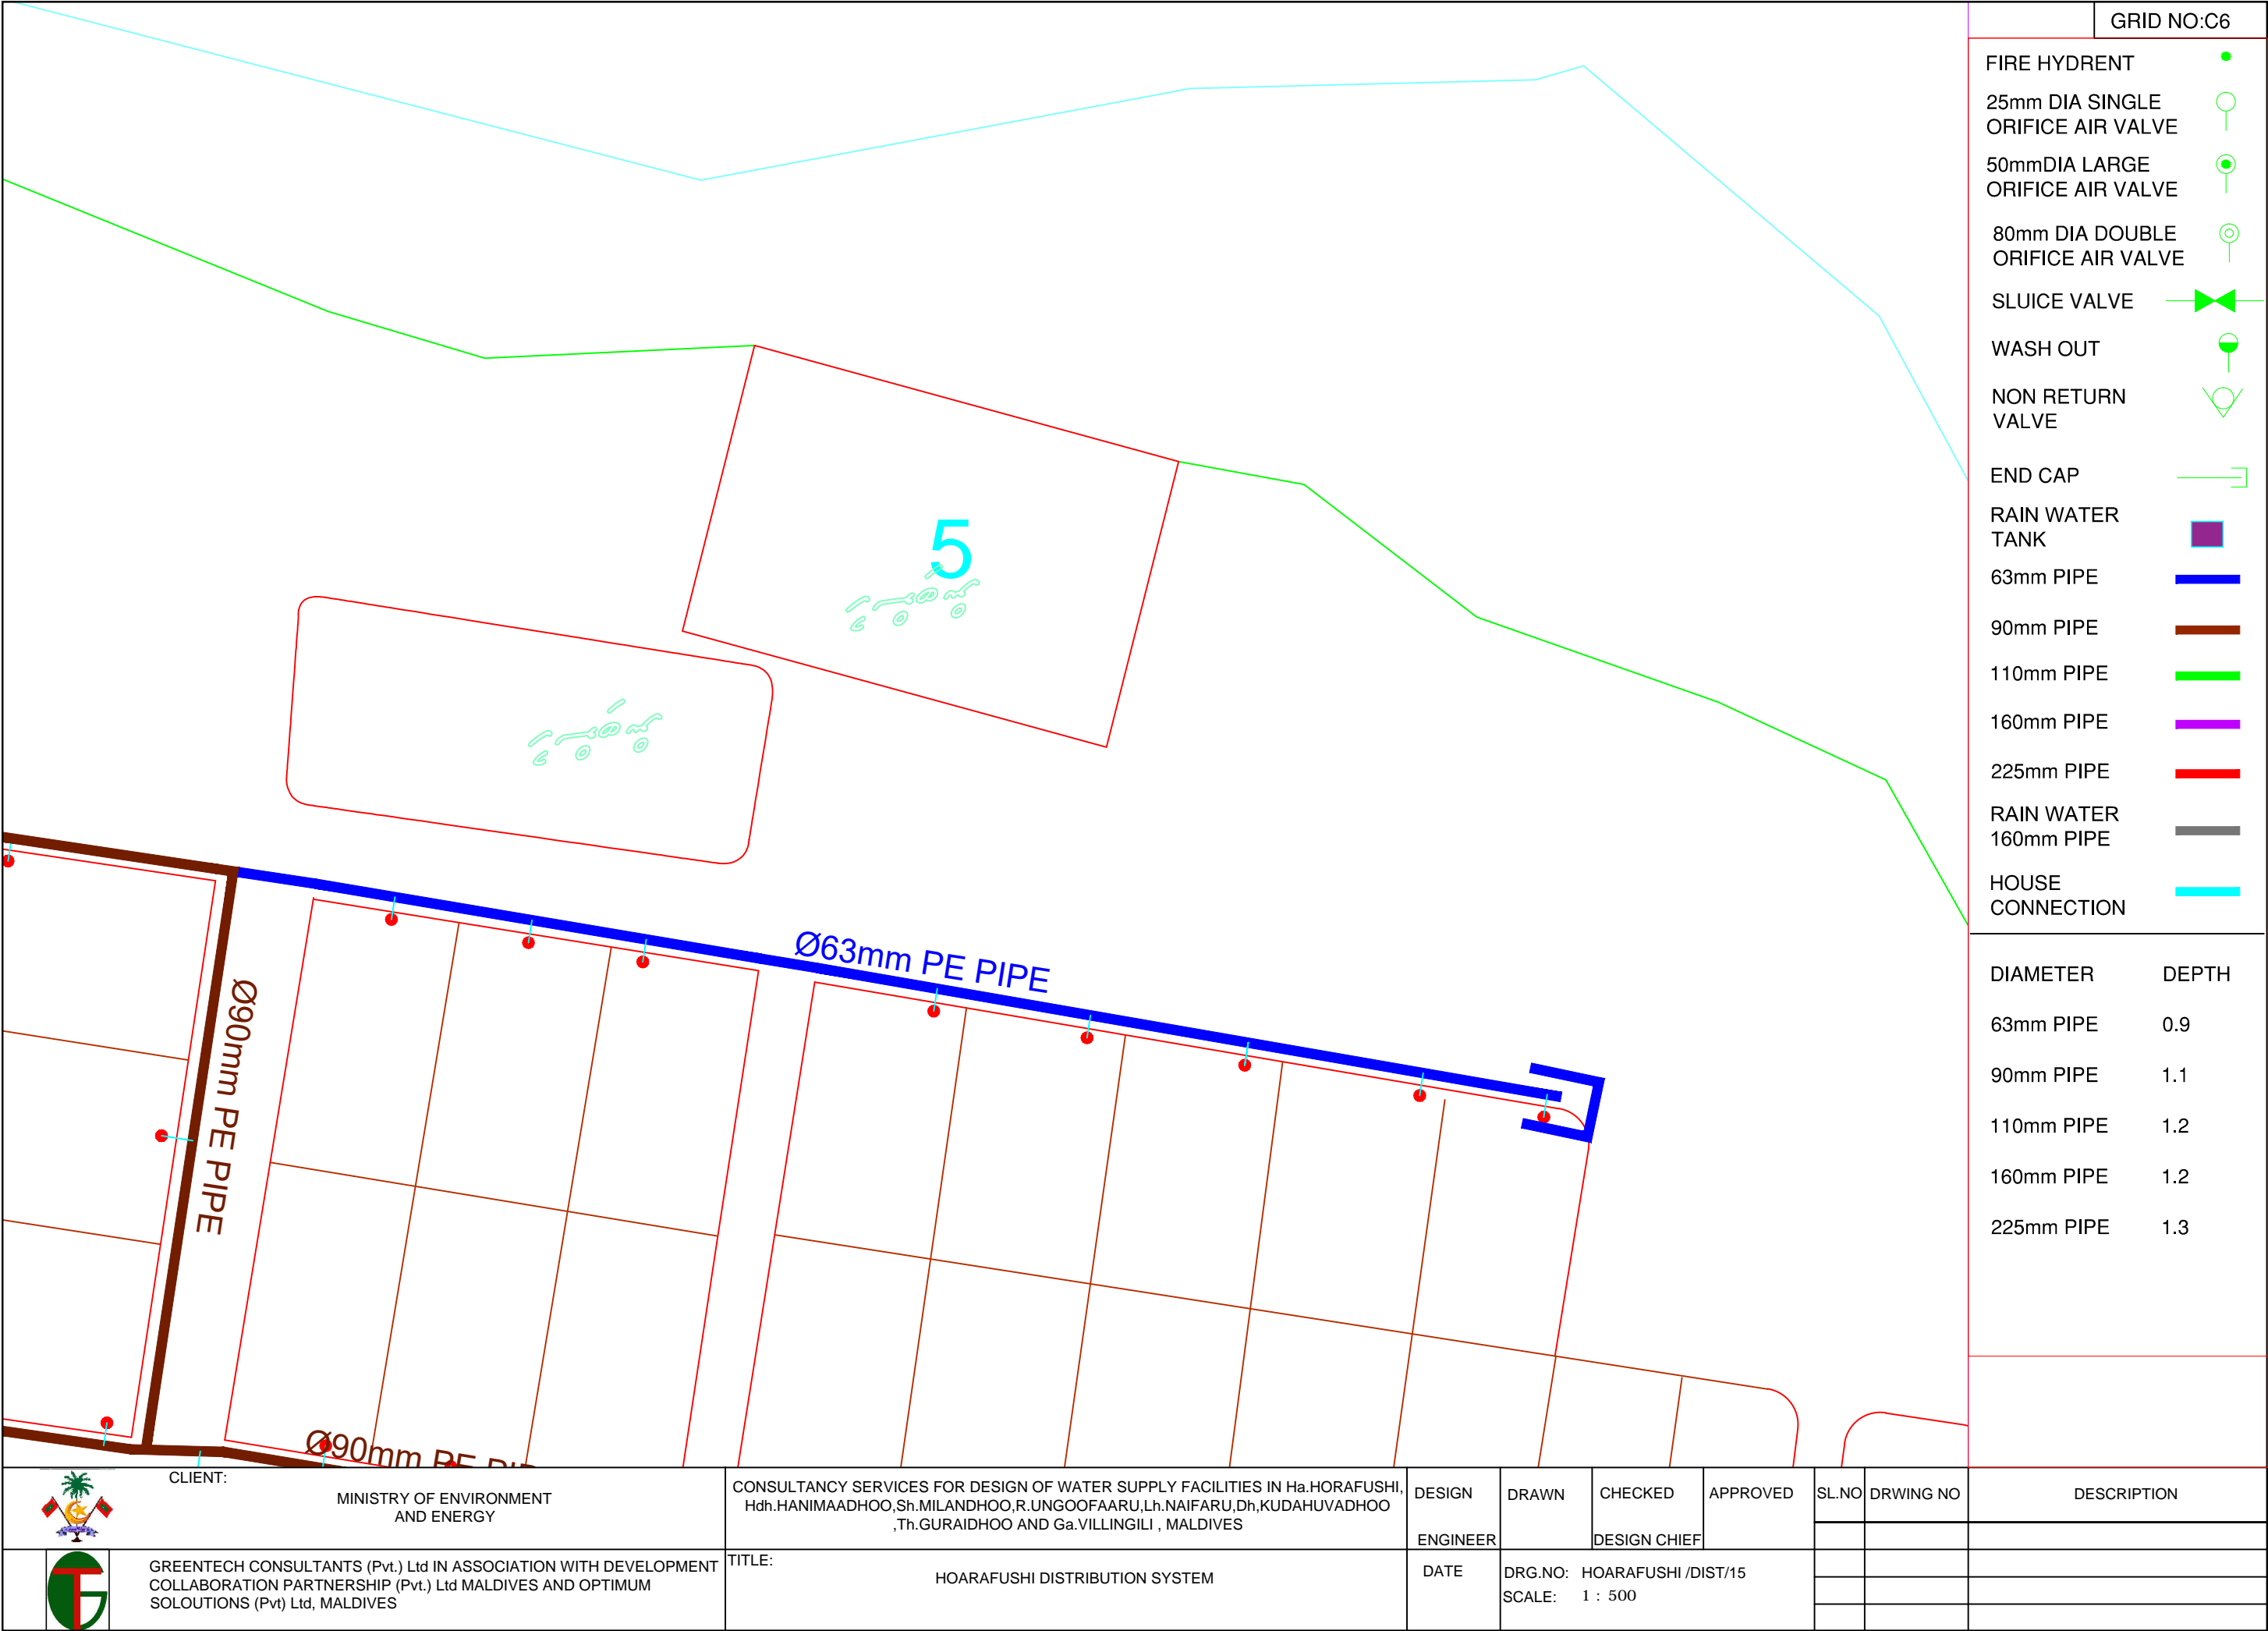 GRID NO:C6
FIRE HYDRENT
25mm DIA SINGLE
ORIFICE AIR VALVE
50mmDIA LARGE
ORIFICE AIR VALVE
80mm DIA DOUBLE
ORIFICE AIR VALVE
SLUICE VALVE
WASH OUT
NON RETURN
VALVE
END CAP
RAIN WATER
TANK
63mm PIPE
90mm PIPE
110mm PIPE
160mm PIPE
225mm PIPE
RAIN WATER
160mm PIPE
HOUSE
CONNECTION
DIAMETER DEPTH
63mm PIPE 0.9
90mm PIPE 1.1
110mm PIPE 1.2
160mm PIPE 1.2
225mm PIPE 1.3
5
Ø63mm PE PIPE
Ø90mm PE PIPE
Ø90mm PE
CLIENT:
MINISTRY OF ENVIRONMENT
AND ENERGY
GREENTECH CONSULTANTS (Pvt.) Ltd IN ASSOCIATION WITH DEVELOPMENT
COLLABORATION PARTNERSHIP (Pvt.) Ltd MALDIVES AND OPTIMUM
SOLOUTIONS (Pvt) Ltd, MALDIVES
CONSULTANCY SERVICES FOR DESIGN OF WATER SUPPLY FACILITIES IN Ha.HORAFUSHI,
Hdh.HANIMAADHOO,Sh.MILANDHOO,R.UNGOOFAARU,Lh.NAIFARU,Dh,KUDAHUVADHOO
,Th.GURAIDHOO AND Ga.VILLINGILI , MALDIVES
TITLE:
HOARAFUSHI DISTRIBUTION SYSTEM
DESIGN
ENGINEER
DRAWN
CHECKED
DESIGN CHIEF
APPROVED
DATE
DRG.NO: HOARAFUSHI /DIST/15
SCALE: 1 : 500
SL.NO
DRWING NO
DESCRIPTION